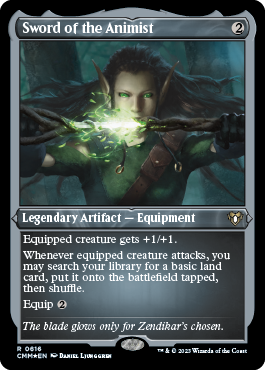 Sword of the Animist 2
Legendary Artifact — Equipment
Equipped creature gets +1/+1.
Whenever equipped creature attacks, you
may search your library for a basic land
card, put it onto the battlefield tapped,
then shuffle.
Equip 2
The blade glows only for Zendikar's chosen.
R 0616
CMM★EN Daniel Ljunggren
™ & © 2023 Wizards of the Coast